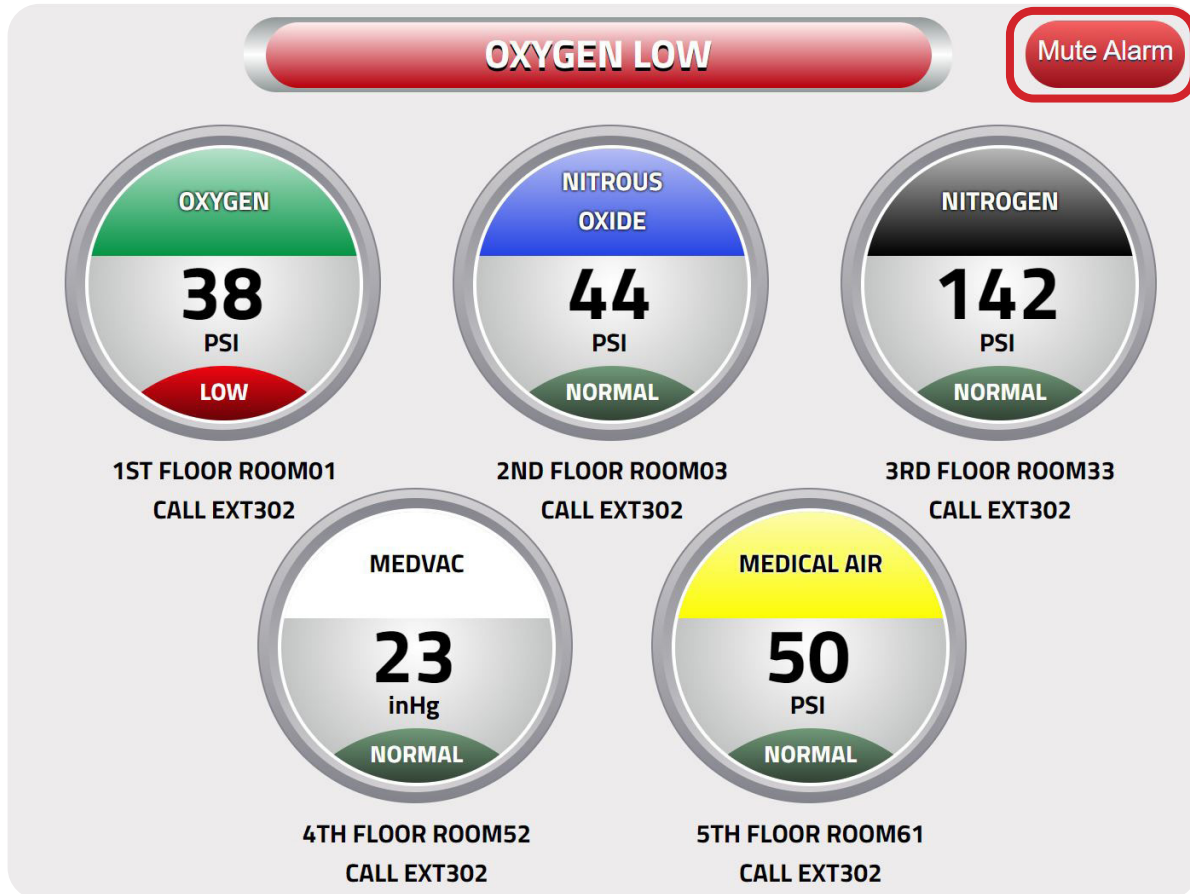 OXYGEN LOW
Mute Alarm
OXYGEN
38
PSI
LOW
1ST FLOOR ROOM01
CALL EXT302
NITROUS
OXIDE
44
PSI
NORMAL
2ND FLOOR ROOM03
CALL EXT302
NITROGEN
142
PSI
NORMAL
3RD FLOOR ROOM33
CALL EXT302
MEDVAC
23
inHg
NORMAL
4TH FLOOR ROOM52
CALL EXT302
MEDICAL AIR
50
PSI
NORMAL
5TH FLOOR ROOM61
CALL EXT302